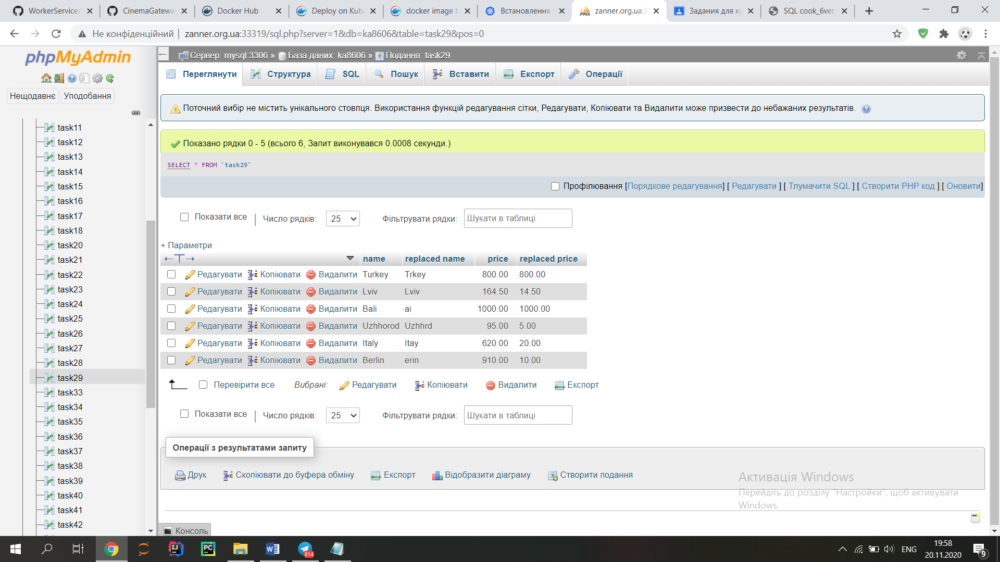 WorkerService/
CinemaGatewa
Docker Hub
Deploy on Kub
docker image b
Встановлення
zanner.org.ua:3
Задания для ку
SQL cook_6ver
Не конфіденційний | zanner.org.ua:33319/sql.php?server=1&db=ka8606&table=task29&pos=0
phpMyAdmin
Нещодавнє Уподобання
task11
task12
task13
task14
task15
task16
task17
task18
task20
task21
task22
task23
task24
task25
task26
task27
task28
task29
task33
task34
task35
task36
task37
task38
task39
task40
task41
task42
Сервер: mysql:3306 » База даних: ka8606 » Подання: task29
Переглянути Структура SQL Пошук Вставити Експорт Операції
Поточний вибір не містить унікального стовпця. Використання функцій редагування сітки, Редагувати, Копіювати та Видалити може призвести до небажаних результатів.
Показано рядки 0 - 5 (всього 6, Запит виконувався 0.0008 секунди.)
SELECT * FROM `task29`
Профілювання [Порядкове редагування] [ Редагувати ] [ Тлумачити SQL ] [ Створити PHP код ] [ Оновити]
Показати все | Число рядків: 25 Фільтрувати рядки: Шукати в таблиці
+ Параметри
←T→ name replaced name price replaced price
Редагувати Копіювати Видалити Turkey Trkey 800.00 800.00
Редагувати Копіювати Видалити Lviv Lviv 164.50 14.50
Редагувати Копіювати Видалити Bali ai 1000.00 1000.00
Редагувати Копіювати Видалити Uzhhorod Uzhhrd 95.00 5.00
Редагувати Копіювати Видалити Italy Itay 620.00 20.00
Редагувати Копіювати Видалити Berlin erin 910.00 10.00
Перевірити все Вибрані: Редагувати Копіювати Видалити Експорт
Показати все | Число рядків: 25 Фільтрувати рядки: Шукати в таблиці
Операції з результатами запиту
Друк Скопіювати до буфера обміну Експорт Відобразити діаграму Створити подання
Активація Windows
Перейдіть до розділу "Настройки", щоб активувати
Windows.
Консоль
814
ENG
19:58
20.11.2020
9